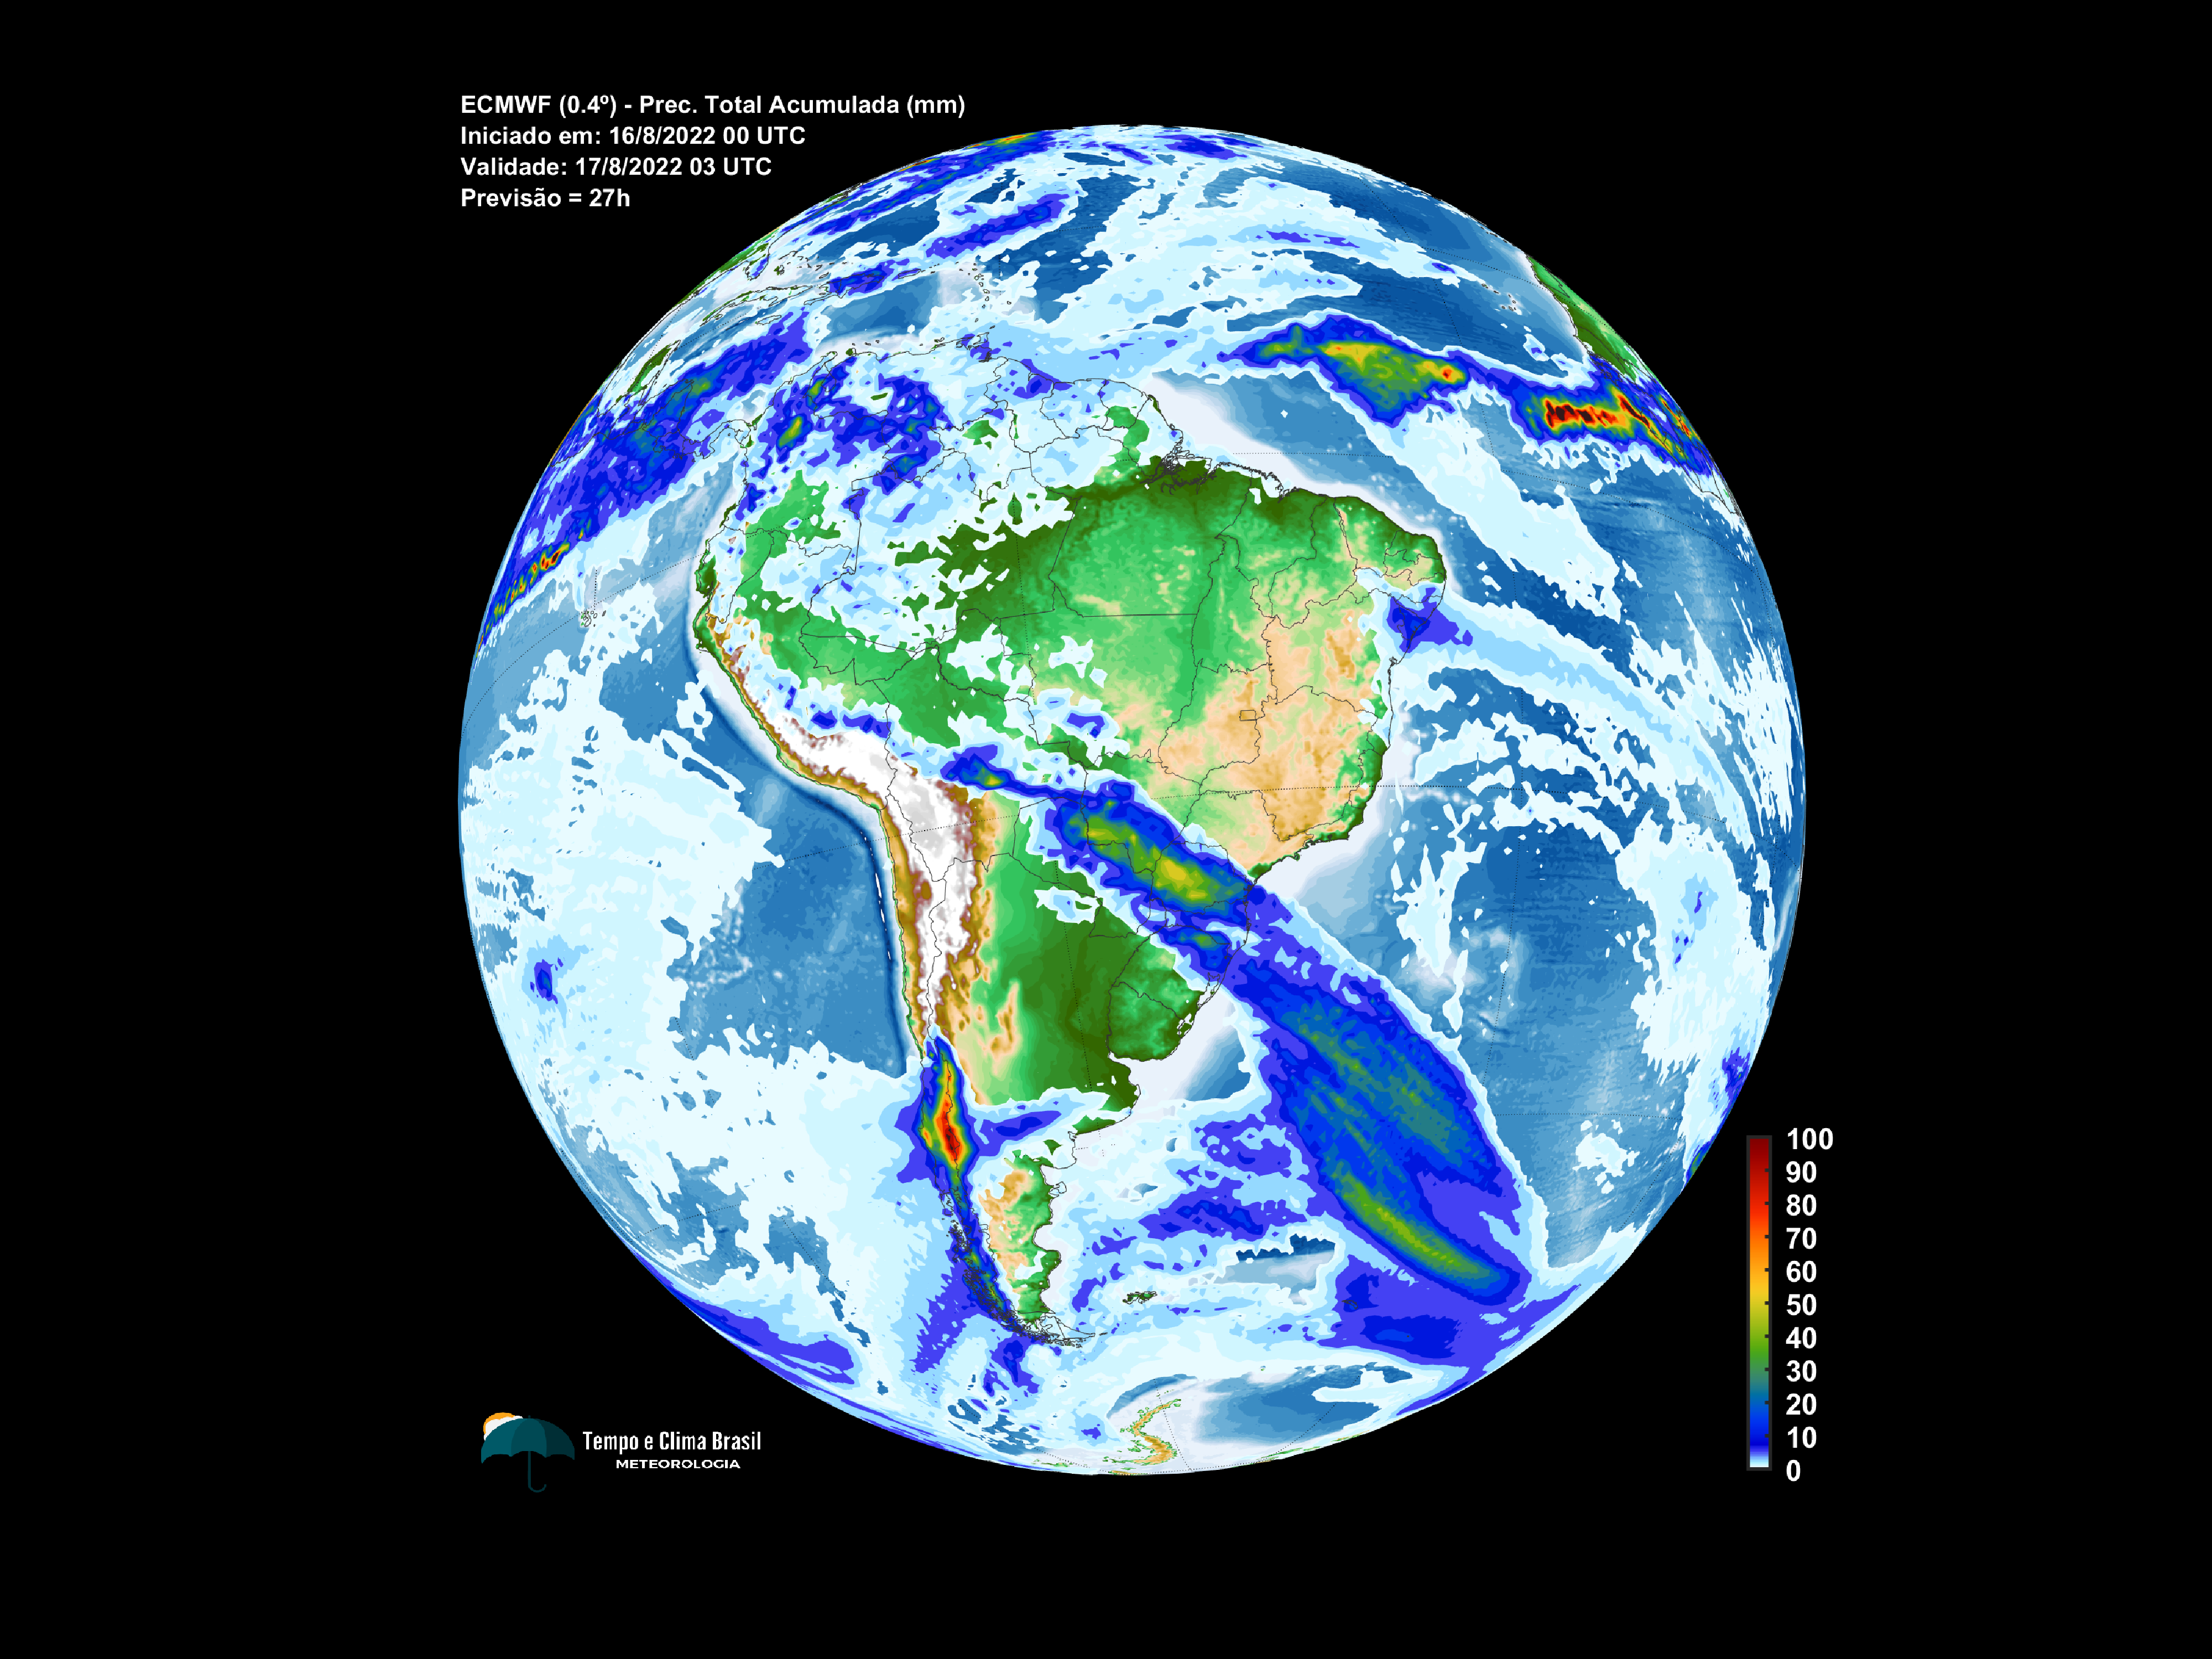 ECMWF (0.4º) - Prec. Total Acumulada (mm)
Iniciado em: 16/8/2022 00 UTC
Validade: 17/8/2022 03 UTC
Previsão = 27h
100
90
80
70
60
50
40
30
20
10
0
Tempo e Clima Brasil
METEOROLOGIA